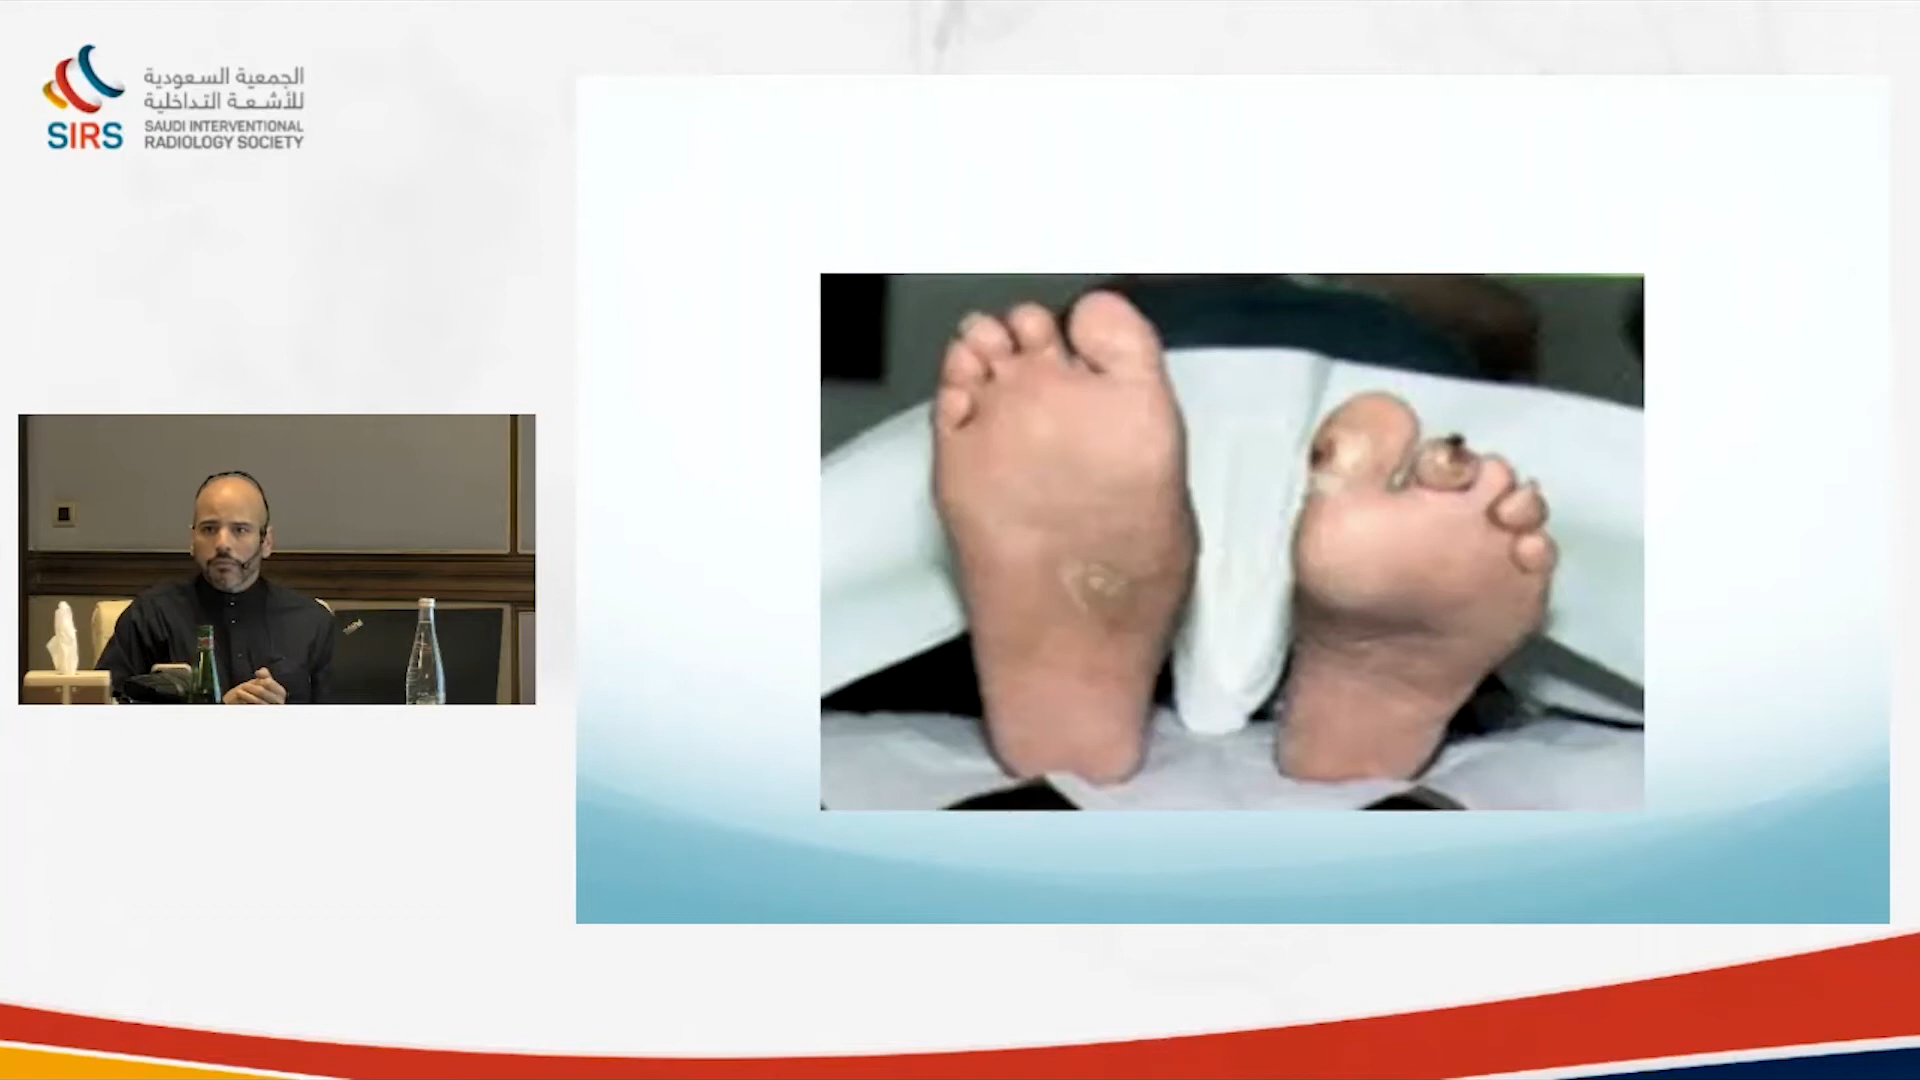 الجمعية السعودية
للأشعة التداخلية
SIRS
SAUDI INTERVENTIONAL
RADIOLOGY SOCIETY